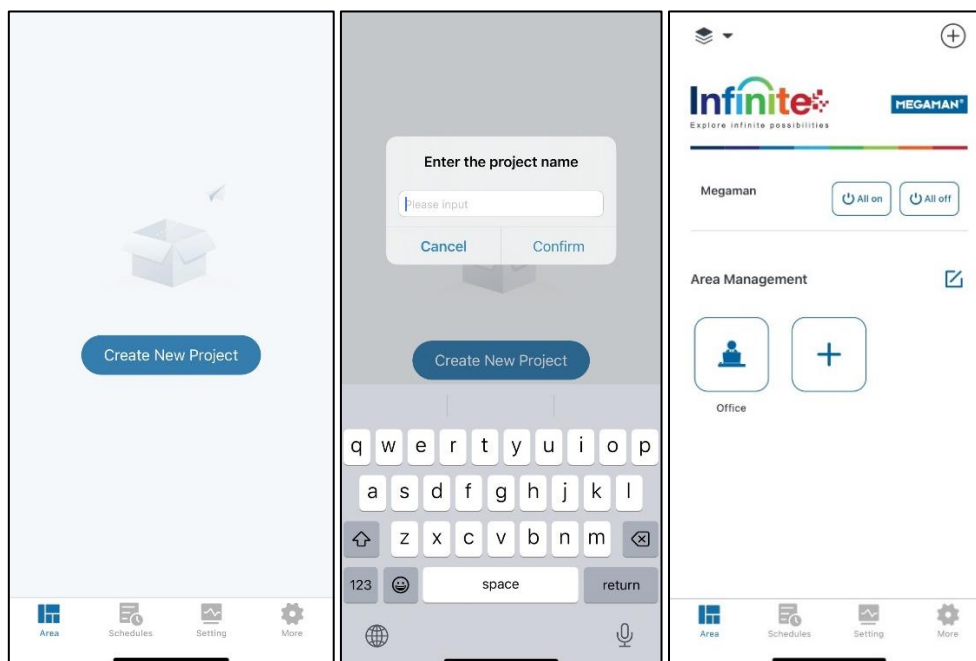 Create New Project
Area
Schedules
Setting
More
Enter the project name
Please input
Cancel
Confirm
Create New Project
q w e r t y u i o p
a s d f g h j k l
z x c v b n m
123
space
return
Infinite
Explore infinite possibilities
MEGAMAN®
Megaman
All on
All off
Area Management
Office
Area
Schedules
Setting
More